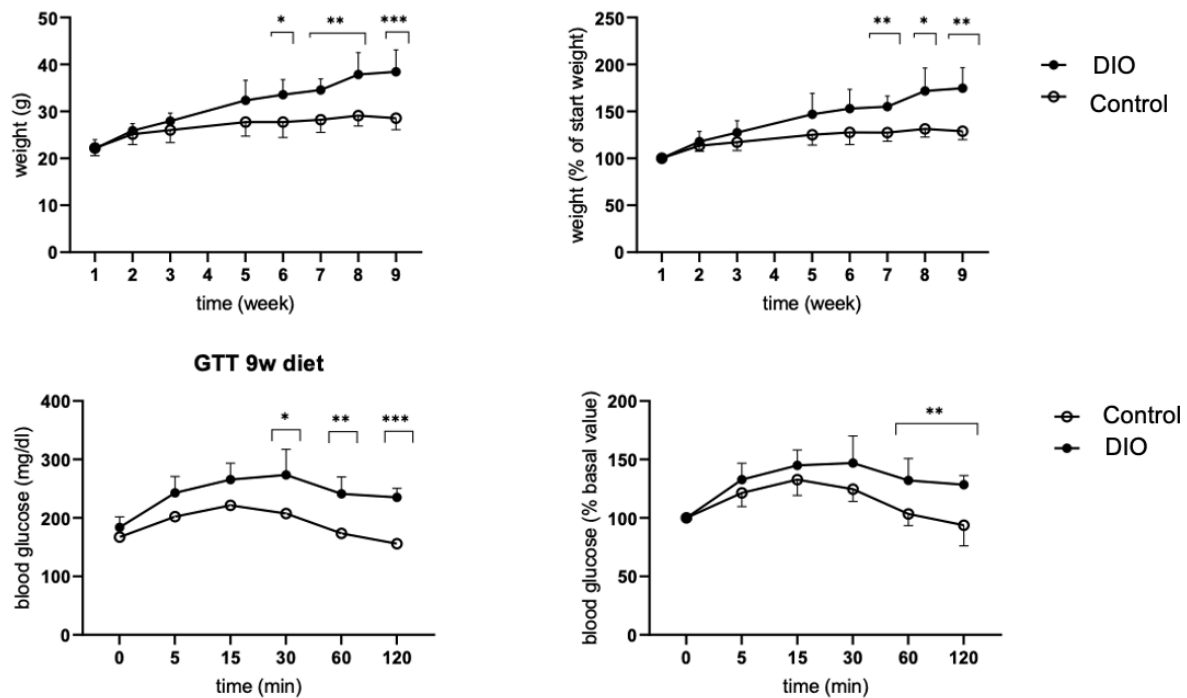 50
40
30
20
10
0
weight (g)
* ** ***
1 2 3 4 5 6 7 8 9
time (week)
250
200
150
100
50
0
weight (% of start weight)
** * **
1 2 3 4 5 6 7 8 9
time (week)
DIO
Control
GTT 9w diet
400
300
200
100
0
blood glucose (mg/dl)
* ** ***
0 5 15 30 60 120
time (min)
200
150
100
50
0
blood glucose (% basal value)
**
0 5 15 30 60 120
time (min)
Control
DIO